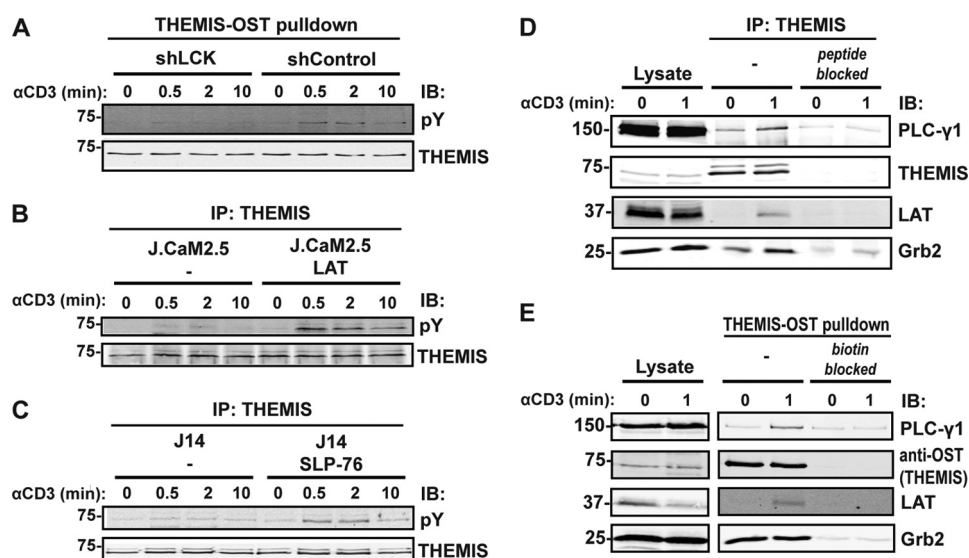 A
THEMIS-OST pulldown
shLCK shControl
αCD3 (min): 0 0.5 2 10 0 0.5 2 10 IB:
75- pY
75- THEMIS
B
IP: THEMIS
J.CaM2.5 J.CaM2.5
- LAT
αCD3 (min): 0 0.5 2 10 0 0.5 2 10 IB:
75- pY
75- THEMIS
C
IP: THEMIS
J14 J14
- SLP-76
αCD3 (min): 0 0.5 2 10 0 0.5 2 10 IB:
75- pY
75- THEMIS
D
IP: THEMIS
peptide
Lysate - blocked
αCD3 (min): 0 1 0 1 0 1 IB:
150- PLC-γ1
75- THEMIS
37- LAT
25- Grb2
E
THEMIS-OST pulldown
biotin
Lysate - blocked
αCD3 (min): 0 1 0 1 0 1 IB:
150- PLC-γ1
75- anti-OST
(THEMIS)
37- LAT
25- Grb2